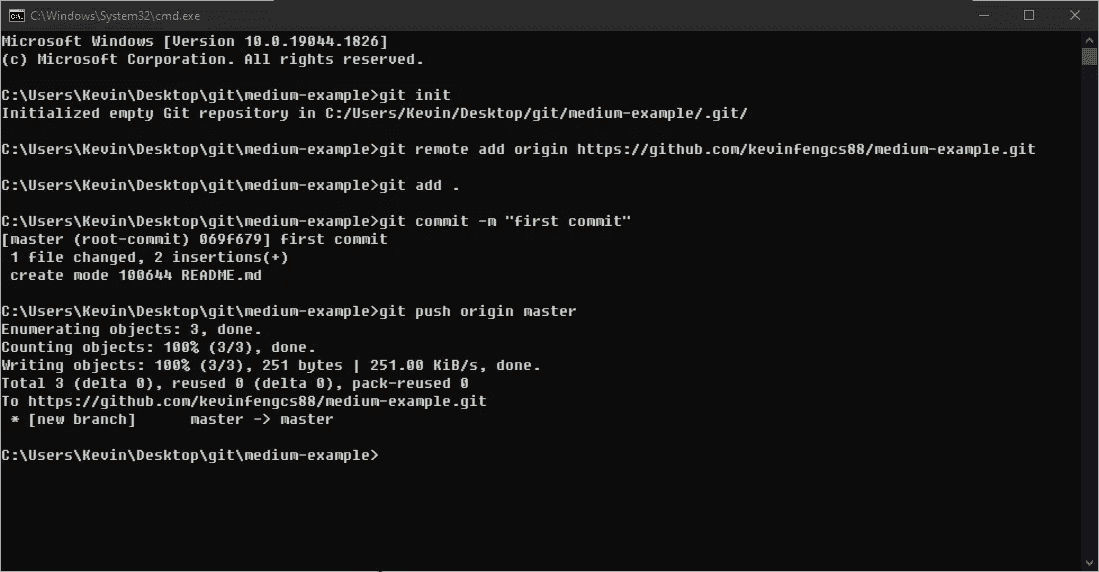 C:\Windows\System32\cmd.exe
Microsoft Windows [Version 10.0.19044.1826]
(c) Microsoft Corporation. All rights reserved.
C:\Users\Kevin\Desktop\git\medium-example>git init
Initialized empty Git repository in C:/Users/Kevin/Desktop/git/medium-example/.git/
C:\Users\Kevin\Desktop\git\medium-example>git remote add origin https://github.com/kevinfengcs88/medium-example.git
C:\Users\Kevin\Desktop\git\medium-example>git add .
C:\Users\Kevin\Desktop\git\medium-example>git commit -m "first commit"
[master (root-commit) 069f679] first commit
 1 file changed, 2 insertions(+)
 create mode 100644 README.md
C:\Users\Kevin\Desktop\git\medium-example>git push origin master
Enumerating objects: 3, done.
Counting objects: 100% (3/3), done.
Writing objects: 100% (3/3), 251 bytes | 251.00 KiB/s, done.
Total 3 (delta 0), reused 0 (delta 0), pack-reused 0
To https://github.com/kevinfengcs88/medium-example.git
 * [new branch]      master -> master
C:\Users\Kevin\Desktop\git\medium-example>